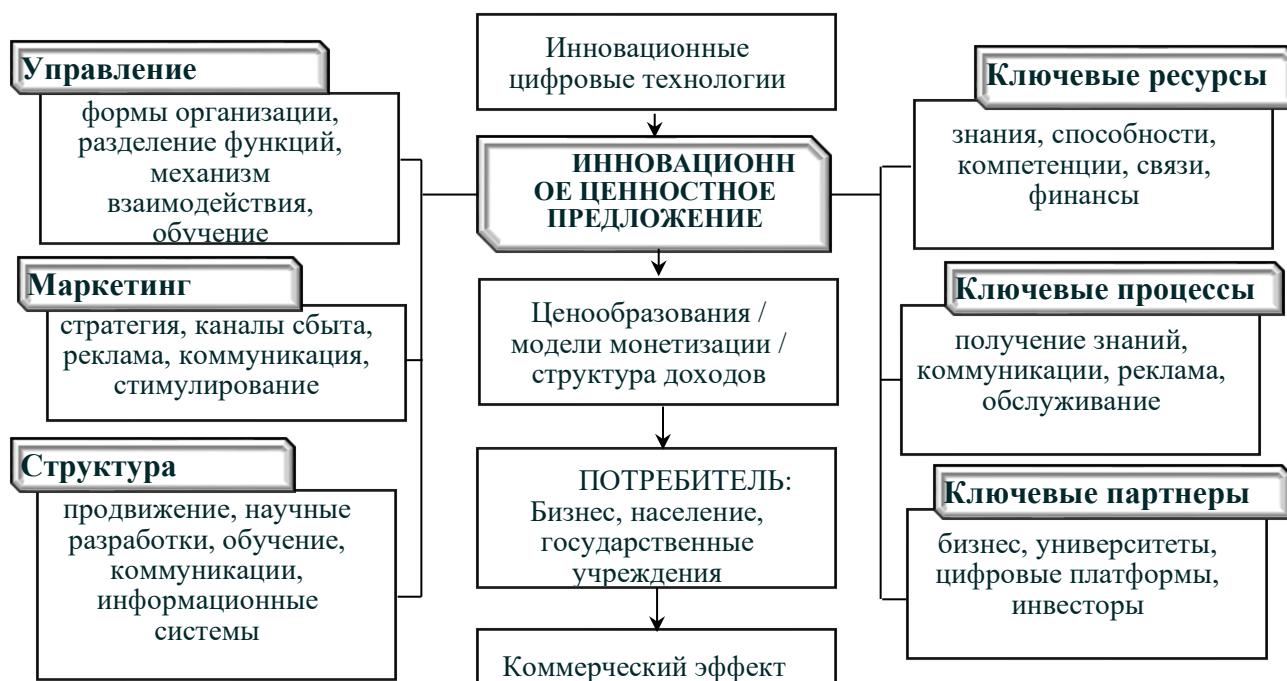 Управление
формы организации,
разделение функций,
механизм
взаимодействия,
обучение
Маркетинг
стратегия, каналы сбыта,
реклама, коммуникация,
стимулирование
Структура
продвижение, научные
разработки, обучение,
коммуникации,
информационные
системы
Инновационные
цифровые технологии
ИННОВАЦИОНН
ОЕ ЦЕННОСТНОЕ
ПРЕДЛОЖЕНИЕ
Ценообразования /
модели монетизации /
структура доходов
ПОТРЕБИТЕЛЬ:
Бизнес, население,
государственные
учреждения
Коммерческий эффект
Ключевые ресурсы
знания, способности,
компетенции, связи,
финансы
Ключевые процессы
получение знаний,
коммуникации, реклама,
обслуживание
Ключевые партнеры
бизнес, университеты,
цифровые платформы,
инвесторы